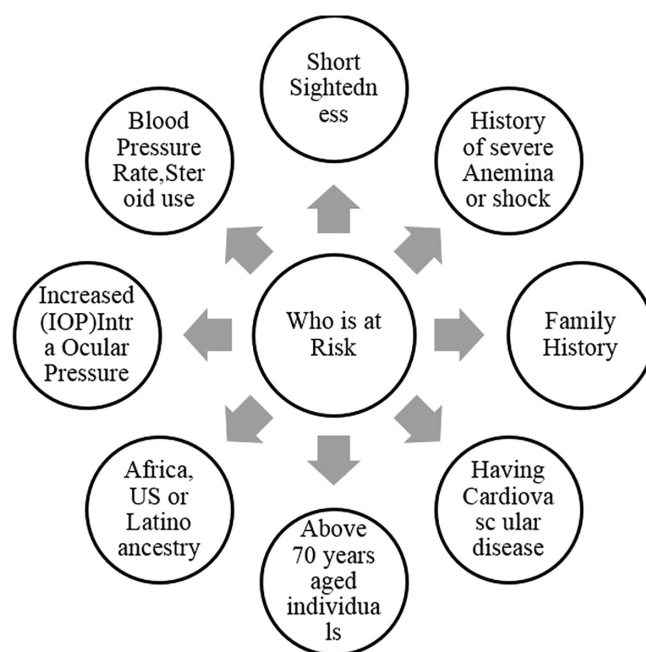 Short
Sightedn
ess
History
of severe
Anemina
or shock
Family
History
Having
Cardiova
sc ular
disease
Above
70 years
aged
individua
ls
Africa,
US or
Latino
ancestry
Increased
(IOP)Intr
a Ocular
Pressure
Blood
Pressure
Rate,Ster
oid use
Who is at
Risk